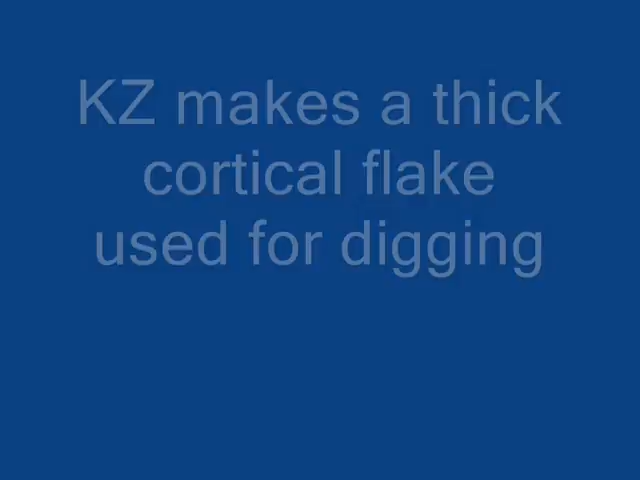 KZ makes a thick
cortical flake
used for digging